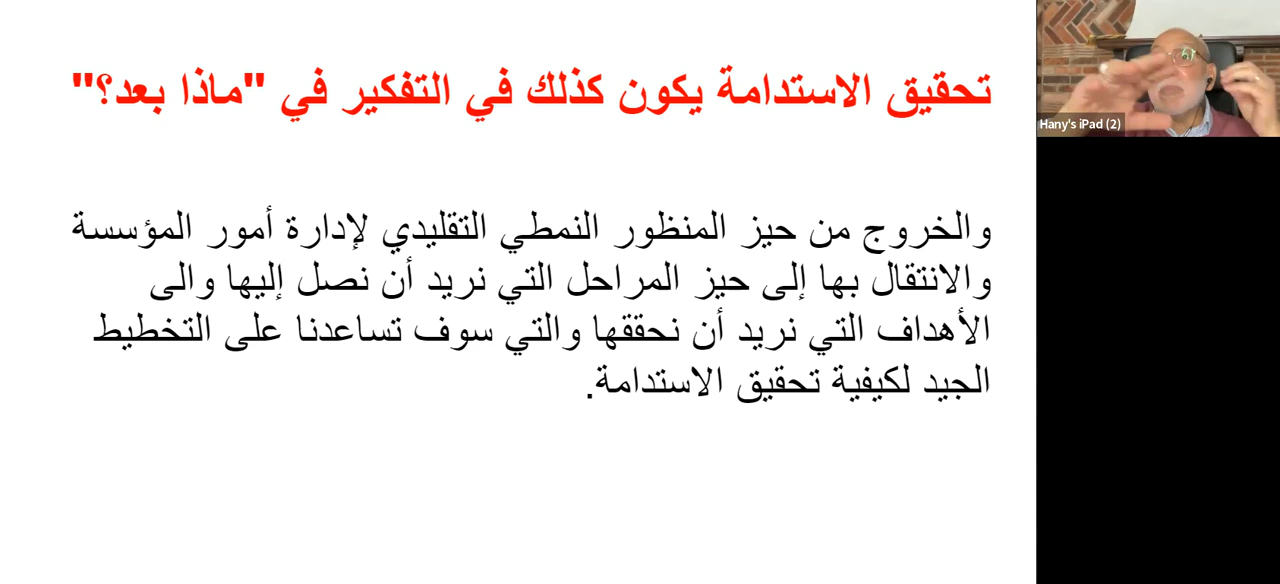 تحقيق الاستدامة يكون كذلك في التفكير في "ماذا بعد؟"
والخروج من حيز المنظور النمطي التقليدي لإدارة أمور المؤسسة
والانتقال بها إلى حيز المراحل التي نريد أن نصل إليها والى
الأهداف التي نريد أن نحققها والتي سوف تساعدنا على التخطيط
الجيد لكيفية تحقيق الاستدامة.
Hany's iPad (2)